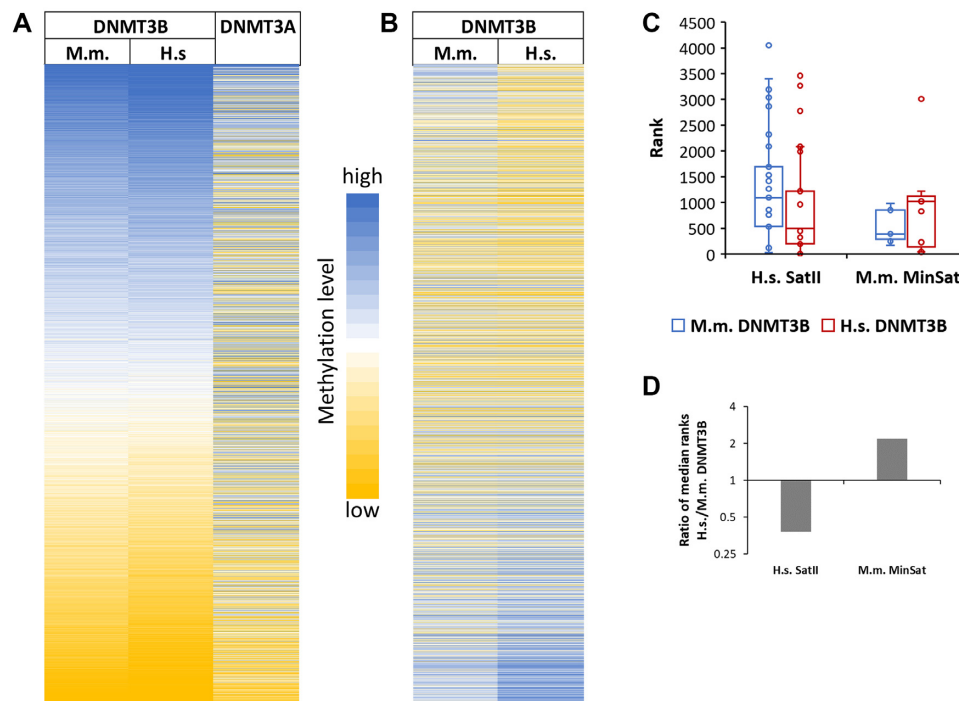 A
DNMT3B DNMT3A
M.m. H.s
high
Methylation level
low
B
DNMT3B
M.m. H.s.
C
Rank
4500
4000
3500
3000
2500
2000
1500
1000
500
0
H.s. SatII M.m. MinSat
M.m. DNMT3B H.s. DNMT3B
D
Ratio of median ranks
H.s./M.m. DNMT3B
4
2
1
0.5
0.25
H.s. SatII M.m. MinSat